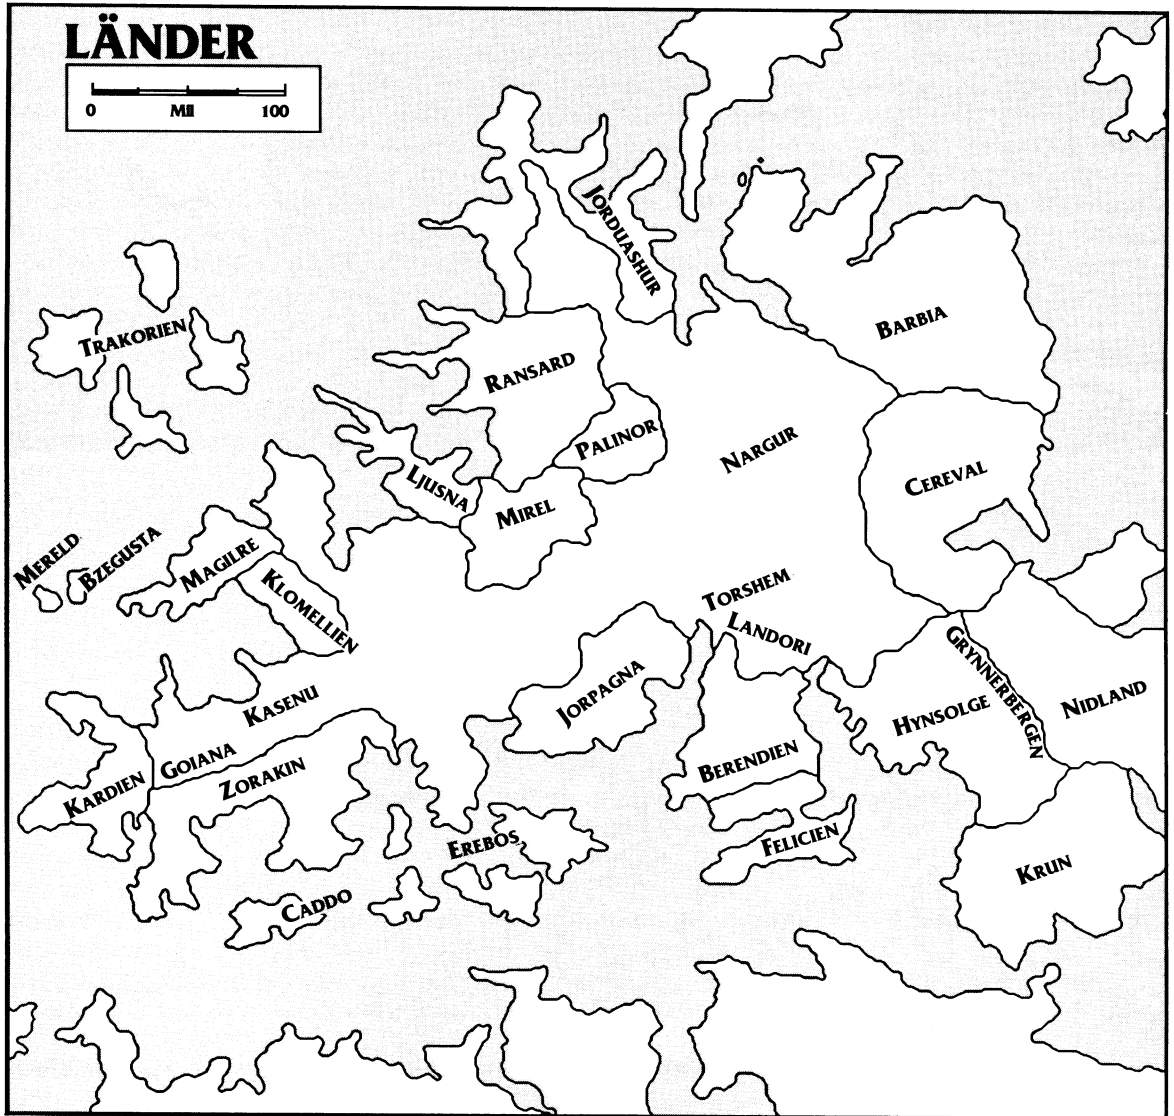 LÄNDER
0 Mil 100
JORDUASHUR
TRAKORIEN
BARBIA
RANSARD
PALINOR
NARGUR
LJUSNA
CEREVAL
MIREL
MERELD
BZEGUSTA
MAGILRE
KLOMELLIEN
TORSHEM
LANDORI
GRYNNERBERGEN
JORPAGNA
KASENU
HYNSOLGE
NIDLAND
GOIANA
BERENDIEN
KARDIEN
ZORAKIN
EREBOS
FELICIEN
KRUN
CADDO